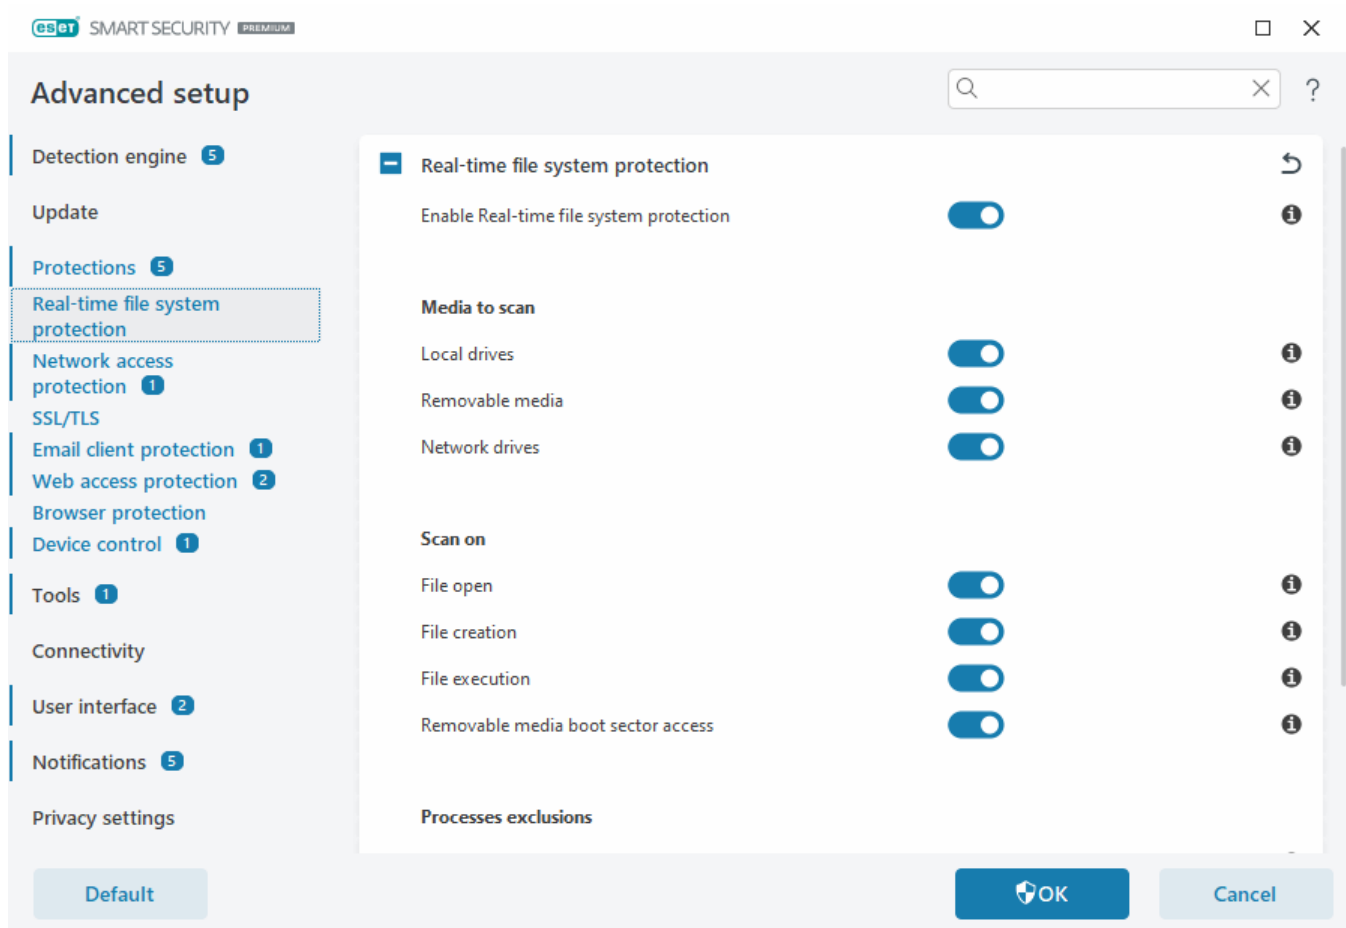 eset SMART SECURITY PREMIUM
Advanced setup
?
Detection engine 5
Update
Protections 5
Real-time file system
protection
Network access
protection 1
SSL/TLS
Email client protection 1
Web access protection 2
Browser protection
Device control 1
Tools 1
Connectivity
User interface 2
Notifications 5
Privacy settings
Real-time file system protection
Enable Real-time file system protection
Media to scan
Local drives
Removable media
Network drives
Scan on
File open
File creation
File execution
Removable media boot sector access
Processes exclusions
Default
OK
Cancel